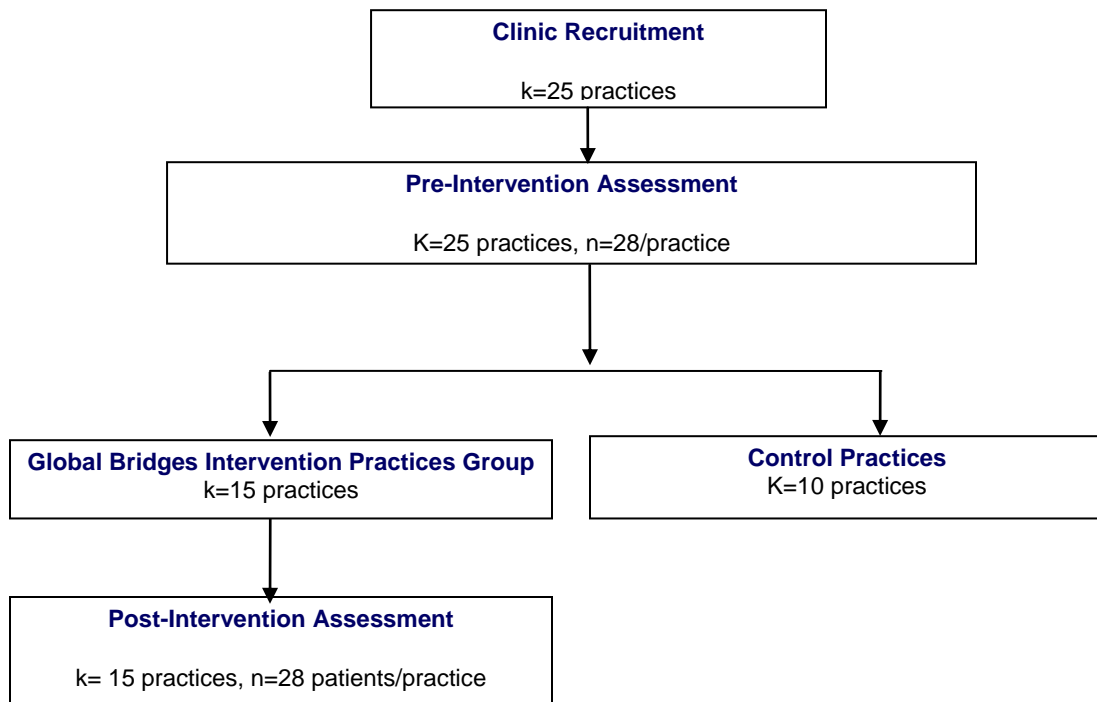 Clinic Recruitment
k=25 practices
Pre-Intervention Assessment
K=25 practices, n=28/practice
Global Bridges Intervention Practices Group
k=15 practices
Control Practices
K=10 practices
Post-Intervention Assessment
k= 15 practices, n=28 patients/practice